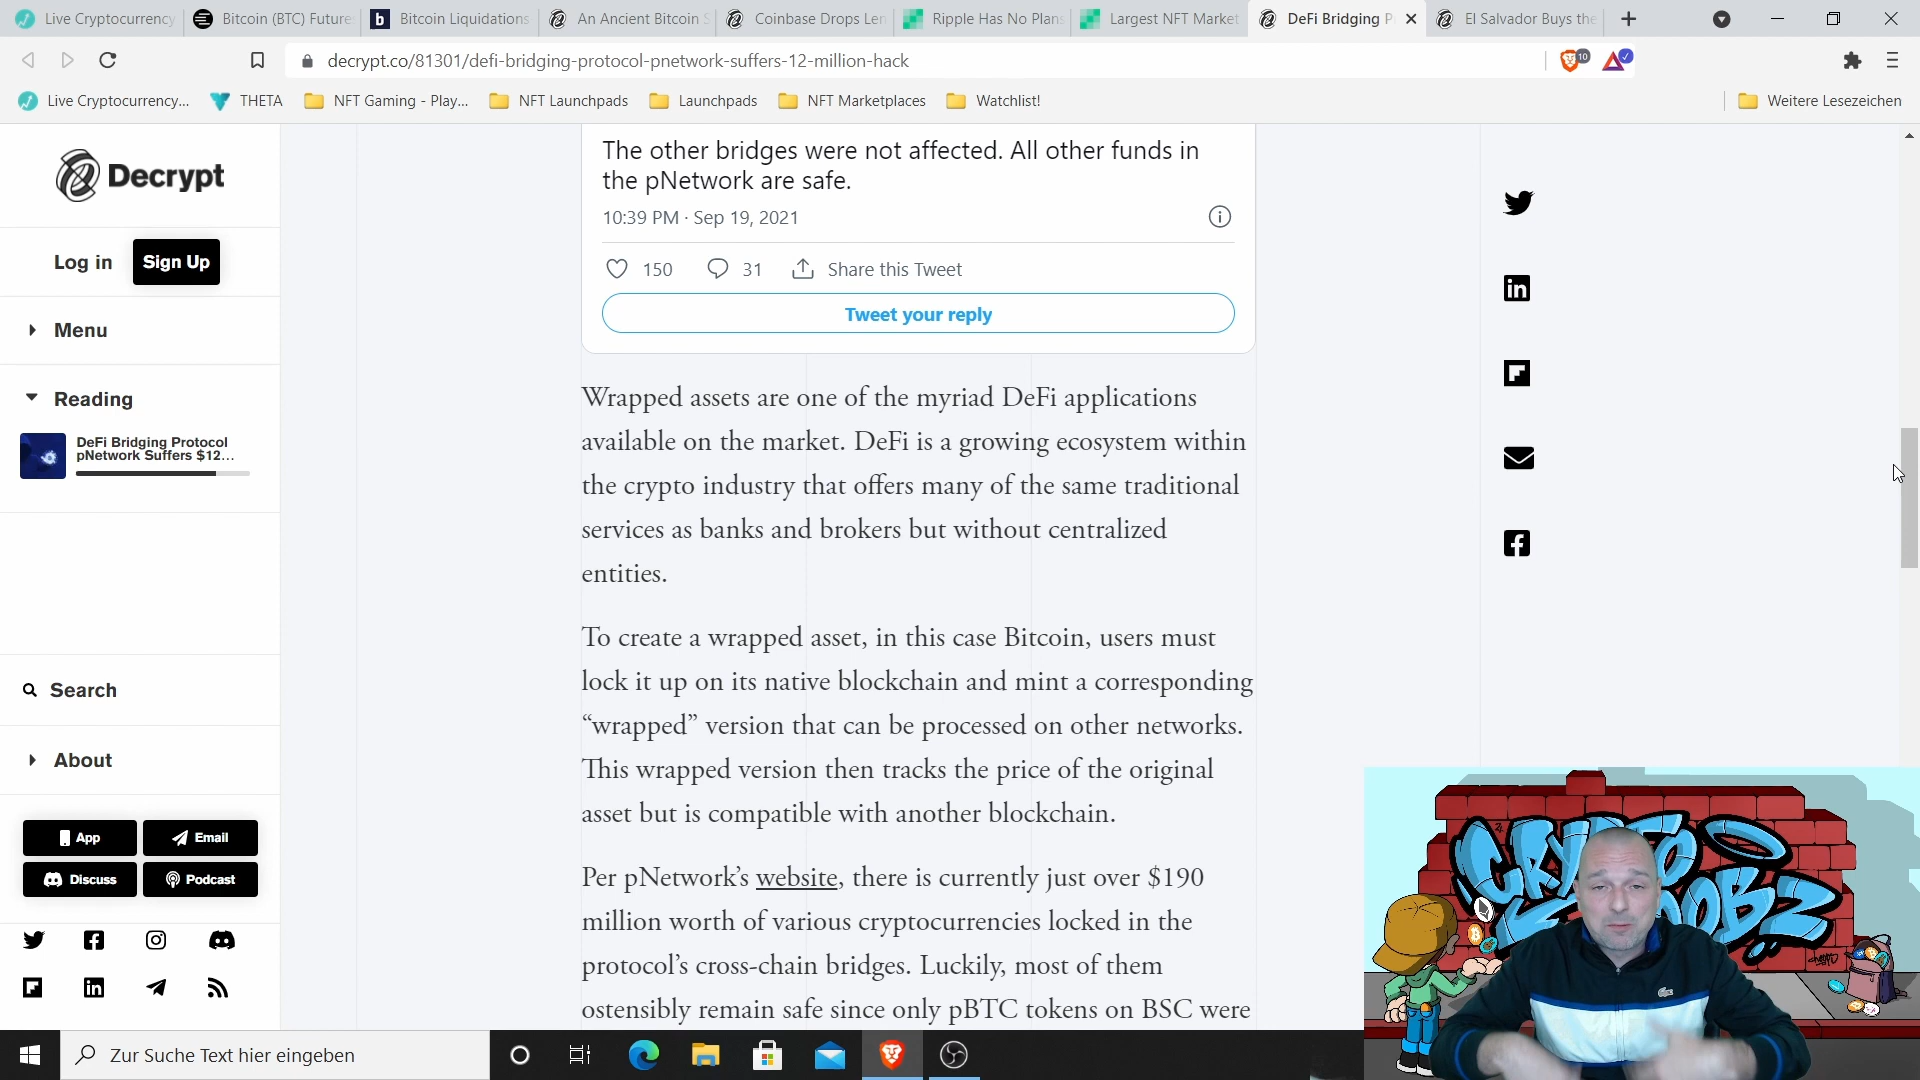 Live Cryptocurrency
Bitcoin (BTC) Future
Bitcoin Liquidations
An Ancient Bitcoin S
Coinbase Drops Len
Ripple Has No Plans
Largest NFT Market
DeFi Bridging P
El Salvador Buys the
decrypt.co/81301/defi-bridging-protocol-pnetwork-suffers-12-million-hack
10
Live Cryptocurrency...
THETA
NFT Gaming - Play...
NFT Launchpads
Launchpads
NFT Marketplaces
Watchlist!
Weitere Lesezeichen
Decrypt
Log in
Sign Up
Menu
Reading
DeFi Bridging Protocol
pNetwork Suffers $12...
Search
About
App
Email
Discuss
Podcast
The other bridges were not affected. All other funds in
the pNetwork are safe.
10:39 PM · Sep 19, 2021
150
31
Share this Tweet
Tweet your reply
Wrapped assets are one of the myriad DeFi applications
available on the market. DeFi is a growing ecosystem within
the crypto industry that offers many of the same traditional
services as banks and brokers but without centralized
entities.
To create a wrapped asset, in this case Bitcoin, users must
lock it up on its native blockchain and mint a corresponding
“wrapped” version that can be processed on other networks.
This wrapped version then tracks the price of the original
asset but is compatible with another blockchain.
Per pNetwork’s website, there is currently just over $190
million worth of various cryptocurrencies locked in the
protocol’s cross-chain bridges. Luckily, most of them
ostensibly remain safe since only pBTC tokens on BSC were
Zur Suche Text hier eingeben